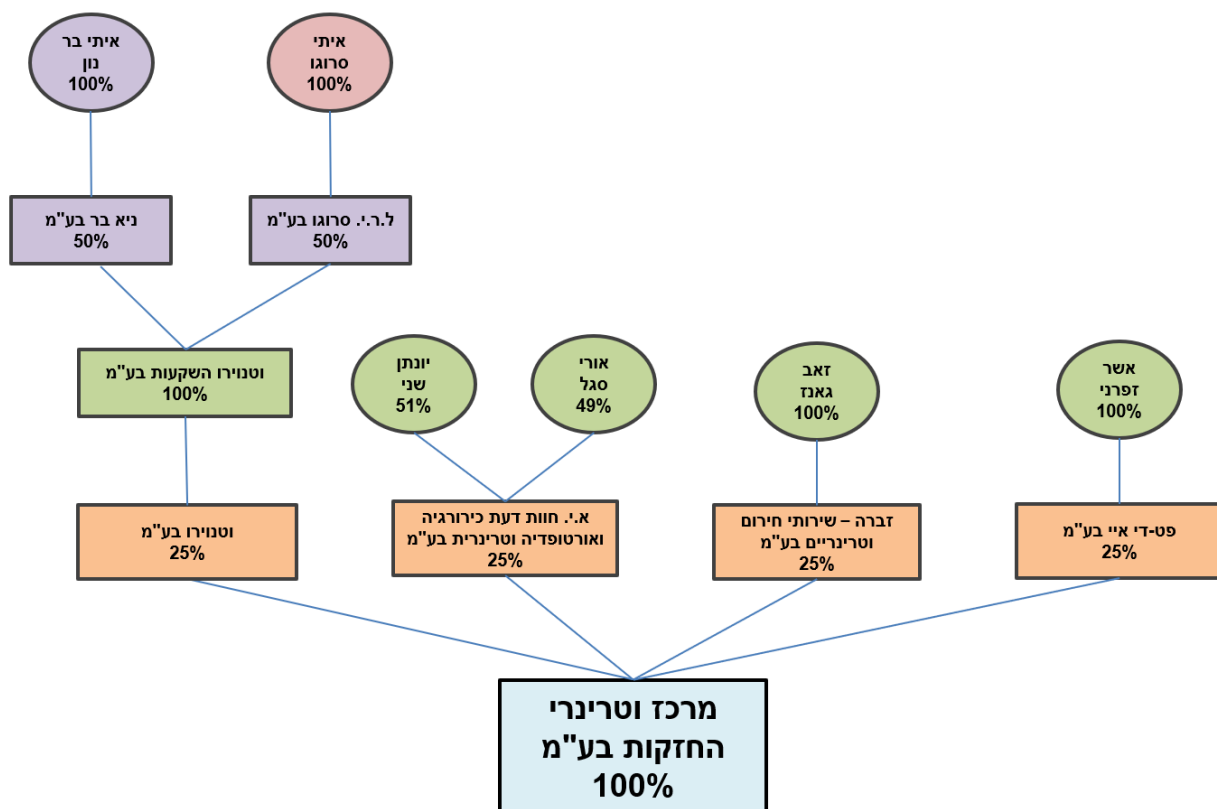 איתי בר
נון
100%
איתי
סרוגו
100%
ניא בר בע"מ
50%
ל.ר.י. סרוגו בע"מ
50%
וטנוירו השקעות בע"מ
100%
יונתן
שני
51%
אורי
סגל
49%
זאב
גאנז
100%
אשר
זפרני
100%
וטנוירו בע"מ
25%
א.י. חוות דעת כירורגיה
ואורטופדיה וטרינרית בע"מ
25%
זברה – שירותי חירום
וטרינריים בע"מ
25%
פט-די איי בע"מ
25%
מרכז וטרינרי
החזקות בע"מ
100%